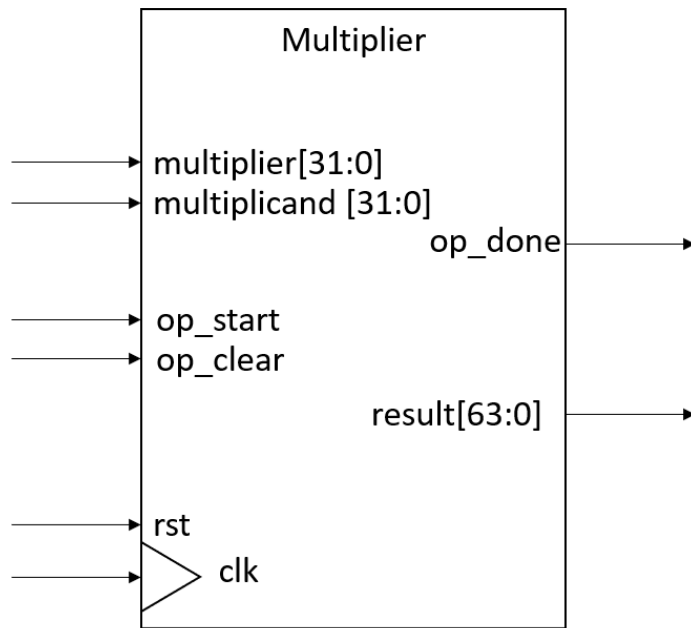 Multiplier
multiplier[31:0]
multiplicand [31:0]
op_done
op_start
op_clear
result[63:0]
rst
clk